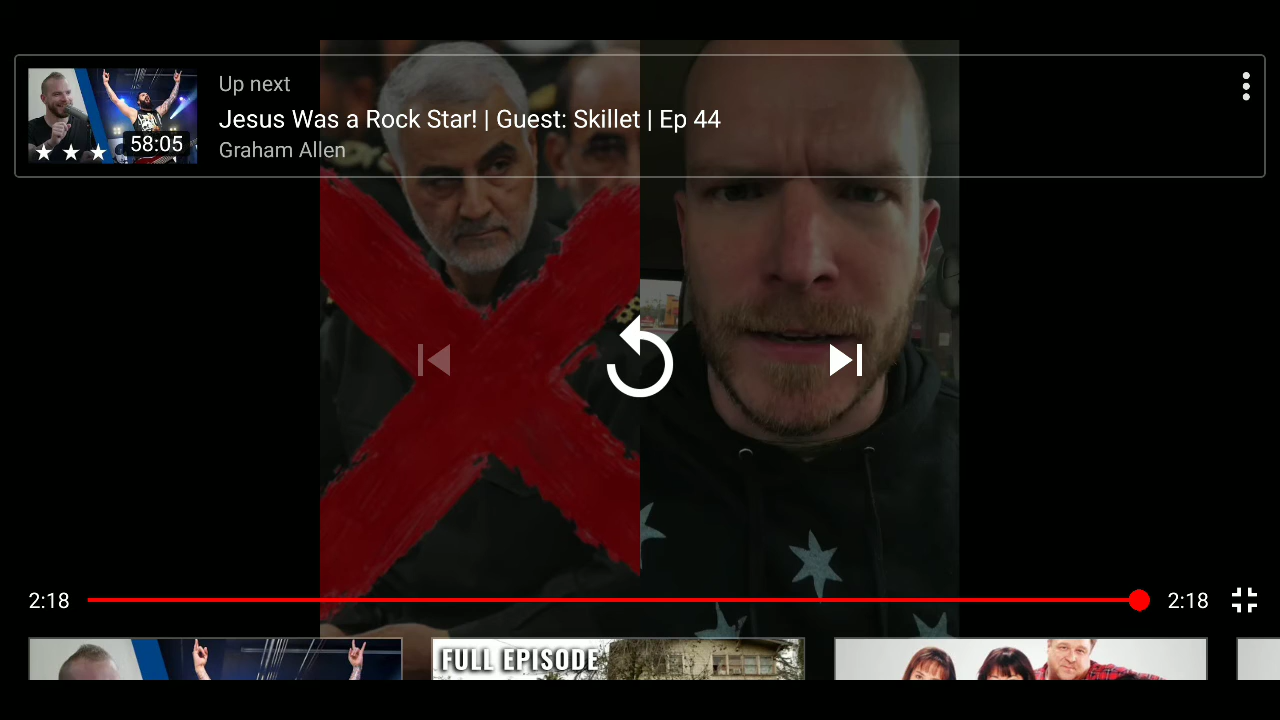 Up next
Jesus Was a Rock Star! | Guest: Skillet | Ep 44
Graham Allen
58:05
2:18
2:18
FULL EPISODE